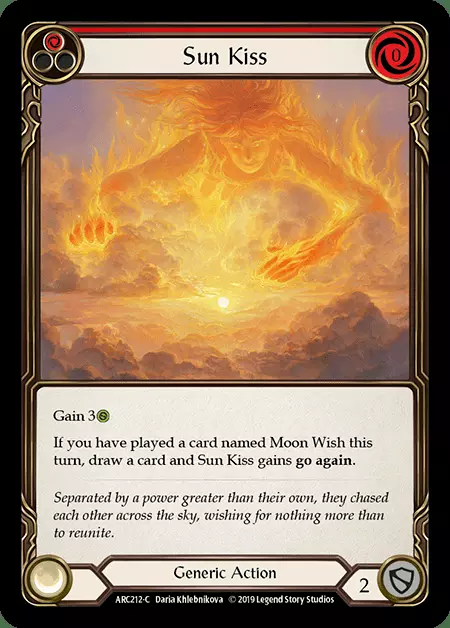 Sun Kiss
0
Gain 3
If you have played a card named Moon Wish this
turn, draw a card and Sun Kiss gains go again.
Separated by a power greater than their own, they chased
each other across the sky, wishing for nothing more than
to reunite.
Generic Action
2
ARC212-C Daria Khlebnikova © 2019 Legend Story Studios